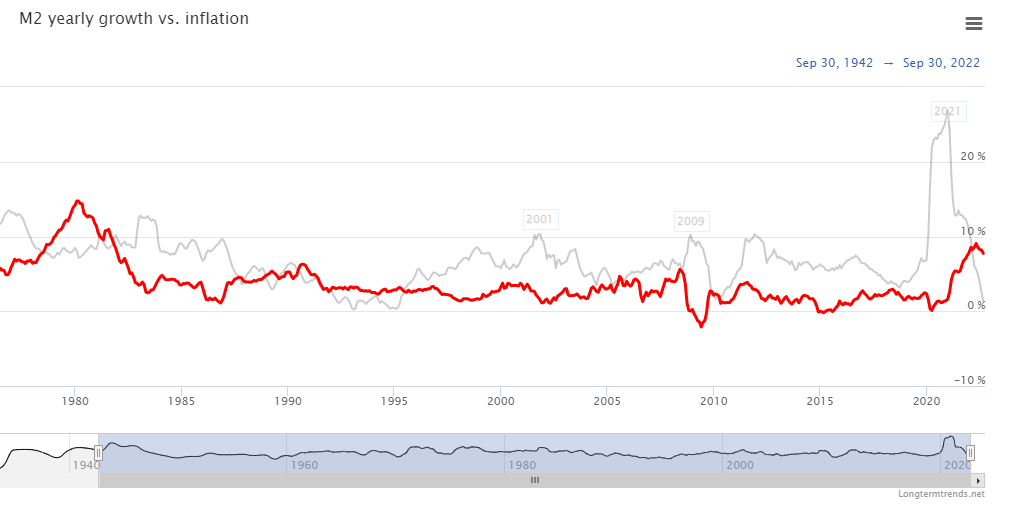 M2 yearly growth vs. inflation
Sep 30, 1942 → Sep 30, 2022
2021
20 %
2001
2009
10 %
0 %
-10 %
1980 1985 1990 1995 2000 2005 2010 2015 2020
1940 1960 1980 2000 2020
Longtermtrends.net